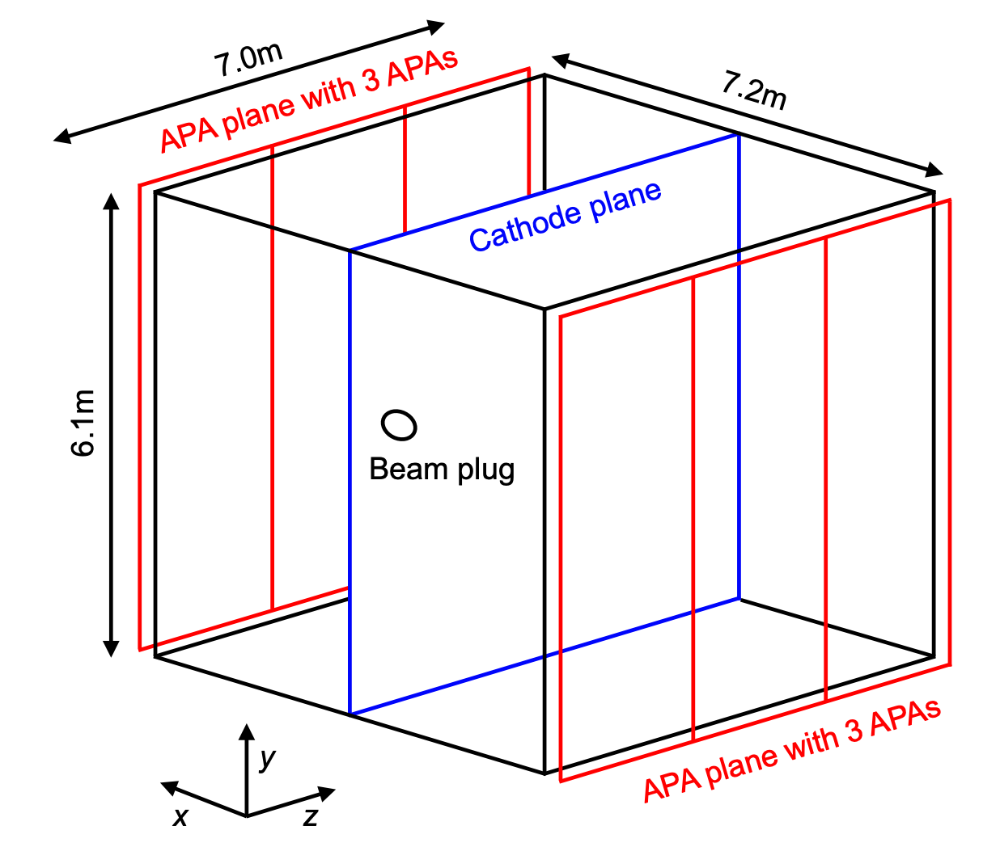 7.0m
APA plane with 3 APAs
7.2m
Cathode plane
6.1m
Beam plug
APA plane with 3 APAs
y
x
z